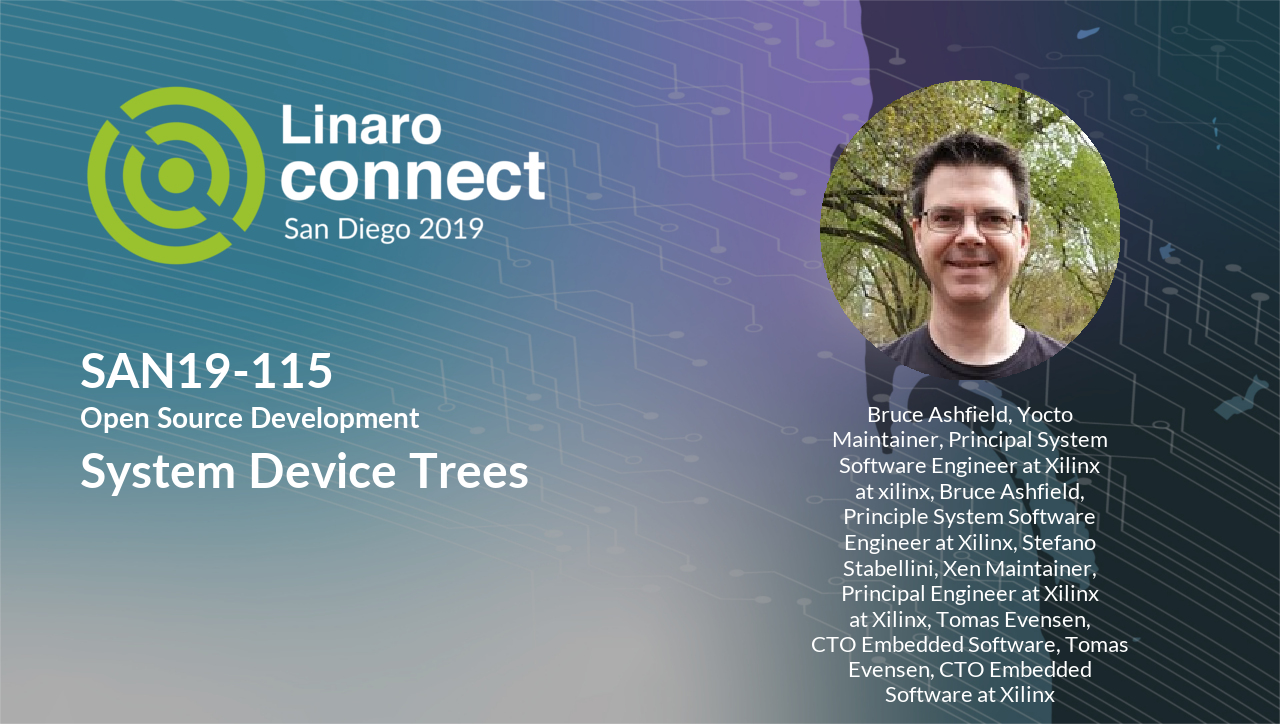 Linaro
connect
San Diego 2019
SAN19-115
Open Source Development
System Device Trees
Bruce Ashfield, Yocto
Maintainer, Principal System
Software Engineer at Xilinx
at xilinx, Bruce Ashfield,
Principle System Software
Engineer at Xilinx, Stefano
Stabellini, Xen Maintainer,
Principal Engineer at Xilinx
at Xilinx, Tomas Evensen,
CTO Embedded Software, Tomas
Evensen, CTO Embedded
Software at Xilinx